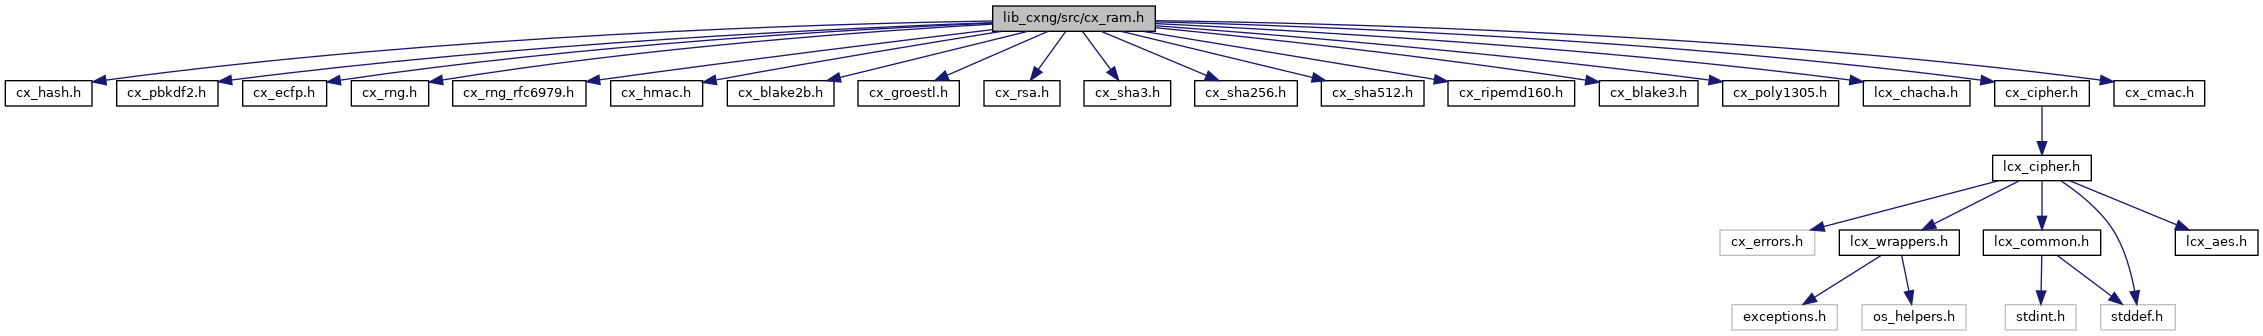 lib_cxng/src/cx_ram.h
cx_hash.h
cx_pbkdf2.h
cx_ecfp.h
cx_rng.h
cx_rng_rfc6979.h
cx_hmac.h
cx_blake2b.h
cx_groestl.h
cx_rsa.h
cx_sha3.h
cx_sha256.h
cx_sha512.h
cx_ripemd160.h
cx_blake3.h
cx_poly1305.h
lcx_chacha.h
cx_cipher.h
cx_cmac.h
lcx_cipher.h
cx_errors.h
lcx_wrappers.h
lcx_common.h
lcx_aes.h
exceptions.h
os_helpers.h
stdint.h
stddef.h